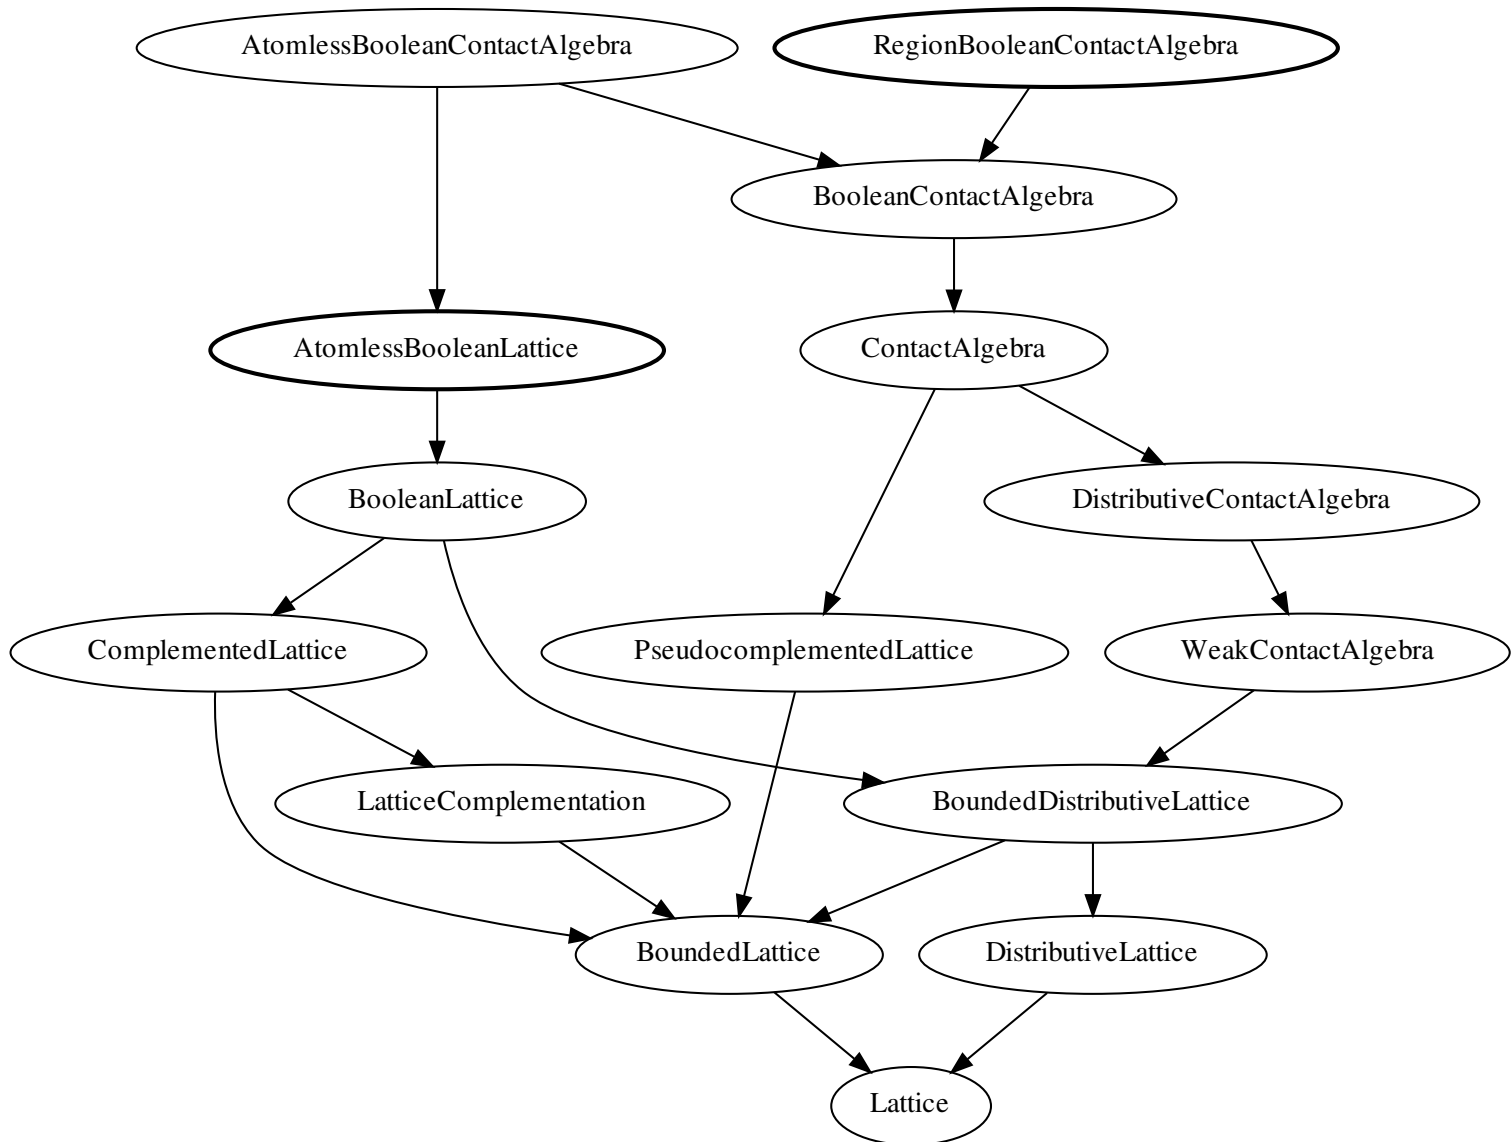 AtomlessBooleanContactAlgebra
RegionBooleanContactAlgebra
BooleanContactAlgebra
AtomlessBooleanLattice
ContactAlgebra
BooleanLattice
DistributiveContactAlgebra
ComplementedLattice
PseudocomplementedLattice
WeakContactAlgebra
LatticeComplementation
BoundedDistributiveLattice
BoundedLattice
DistributiveLattice
Lattice